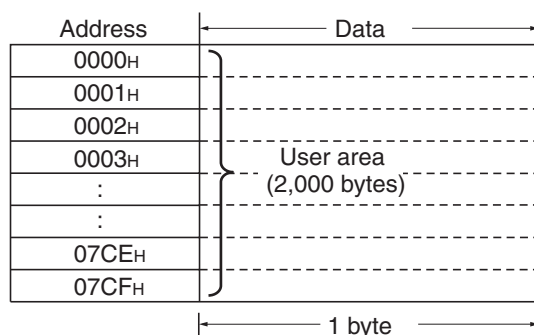 Address Data
0000H
0001H
0002H
0003H
User area
(2,000 bytes)
:
:
07CEH
07CFH
1 byte